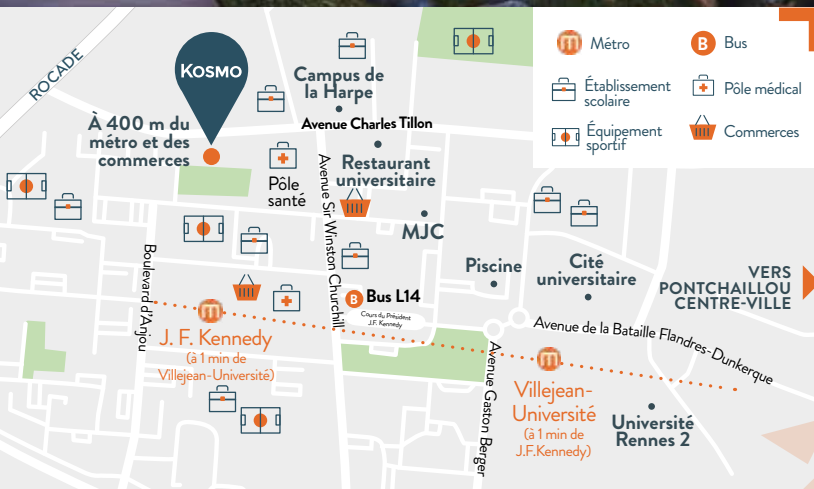 ROCADE
KOSMO
À 400 m du
métro et des
commerces
Campus de
la Harpe
Avenue Charles Tillon
Restaurant
universitaire
Pôle
santé
Avenue Sir Winston Churchill
MJC
Métro
B
Bus
Établissement
scolaire
Pôle médical
Équipement
sportif
Commerces
Boulevard d'Anjou
B
Bus L14
Cours du Président
J.F. Kennedy
Piscine
Cité
universitaire
VERS
PONTCHAILLOU
CENTRE-VILLE
Avenue de la Bataille Flandres-Dunkerque
m
J. F. Kennedy
(à 1 min de
Villejean-Université)
Avenue Gaston Berger
m
Villejean-
Université
(à 1 min de
J.F.Kennedy)
Université
Rennes 2